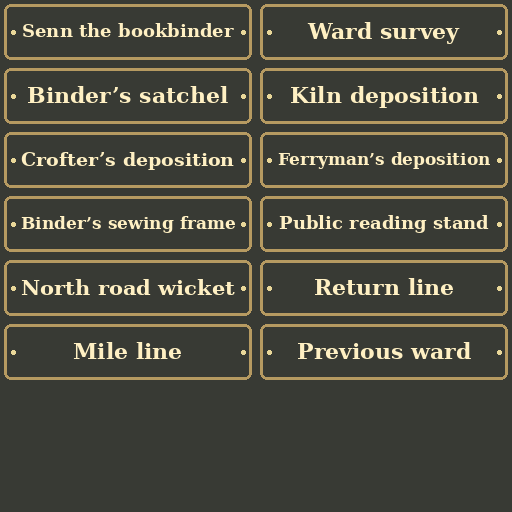 Senn the bookbinder
Ward survey
Binder’s satchel
Kiln deposition
Crofter’s deposition
Ferryman’s deposition
Binder’s sewing frame
Public reading stand
North road wicket
Return line
Mile line
Previous ward